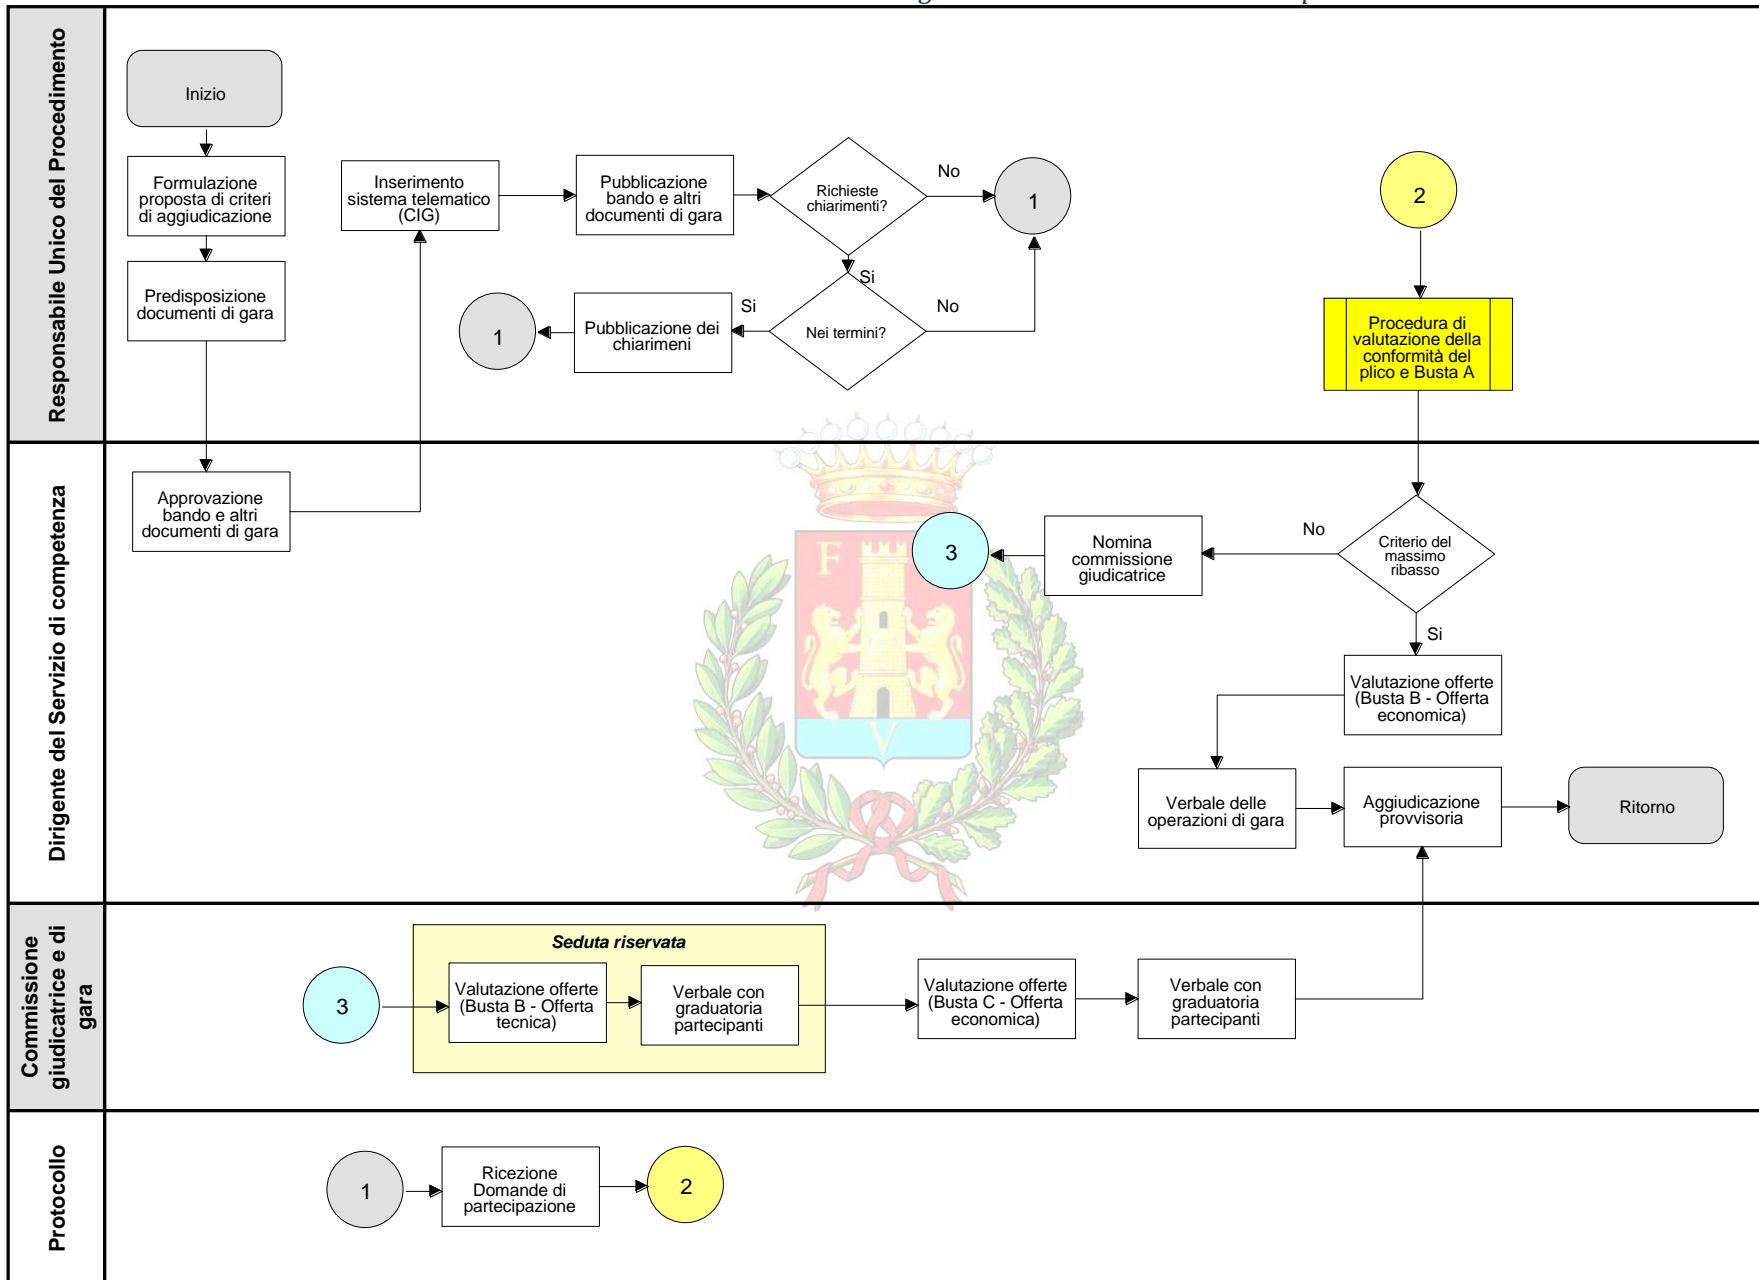 Responsabile Unico del Procedimento
Inizio
Formulazione
proposta di criteri
di aggiudicazione
Predisposizione
documenti di gara
Inserimento
sistema telematico
(CIG)
Pubblicazione
bando e altri
documenti di gara
Richieste
chiarimenti?
No
1
Si
Nei termini?
No
Si
Pubblicazione dei
chiarimeni
1
2
Procedura di
valutazione della
conformità del
plico e Busta A
Dirigente del Servizio di competenza
Approvazione
bando e altri
documenti di gara
Criterio del
massimo
ribasso
No
Nomina
commissione
giudicatrice
3
Si
Valutazione offerte
(Busta B - Offerta
economica)
Verbale delle
operazioni di gara
Aggiudicazione
provvisoria
Ritorno
F
V
Commissione
giudicatrice e di
gara
3
Seduta riservata
Valutazione offerte
(Busta B - Offerta
tecnica)
Verbale con
graduatoria
partecipanti
Valutazione offerte
(Busta C - Offerta
economica)
Verbale con
graduatoria
partecipanti
Protocollo
1
Ricezione
Domande di
partecipazione
2